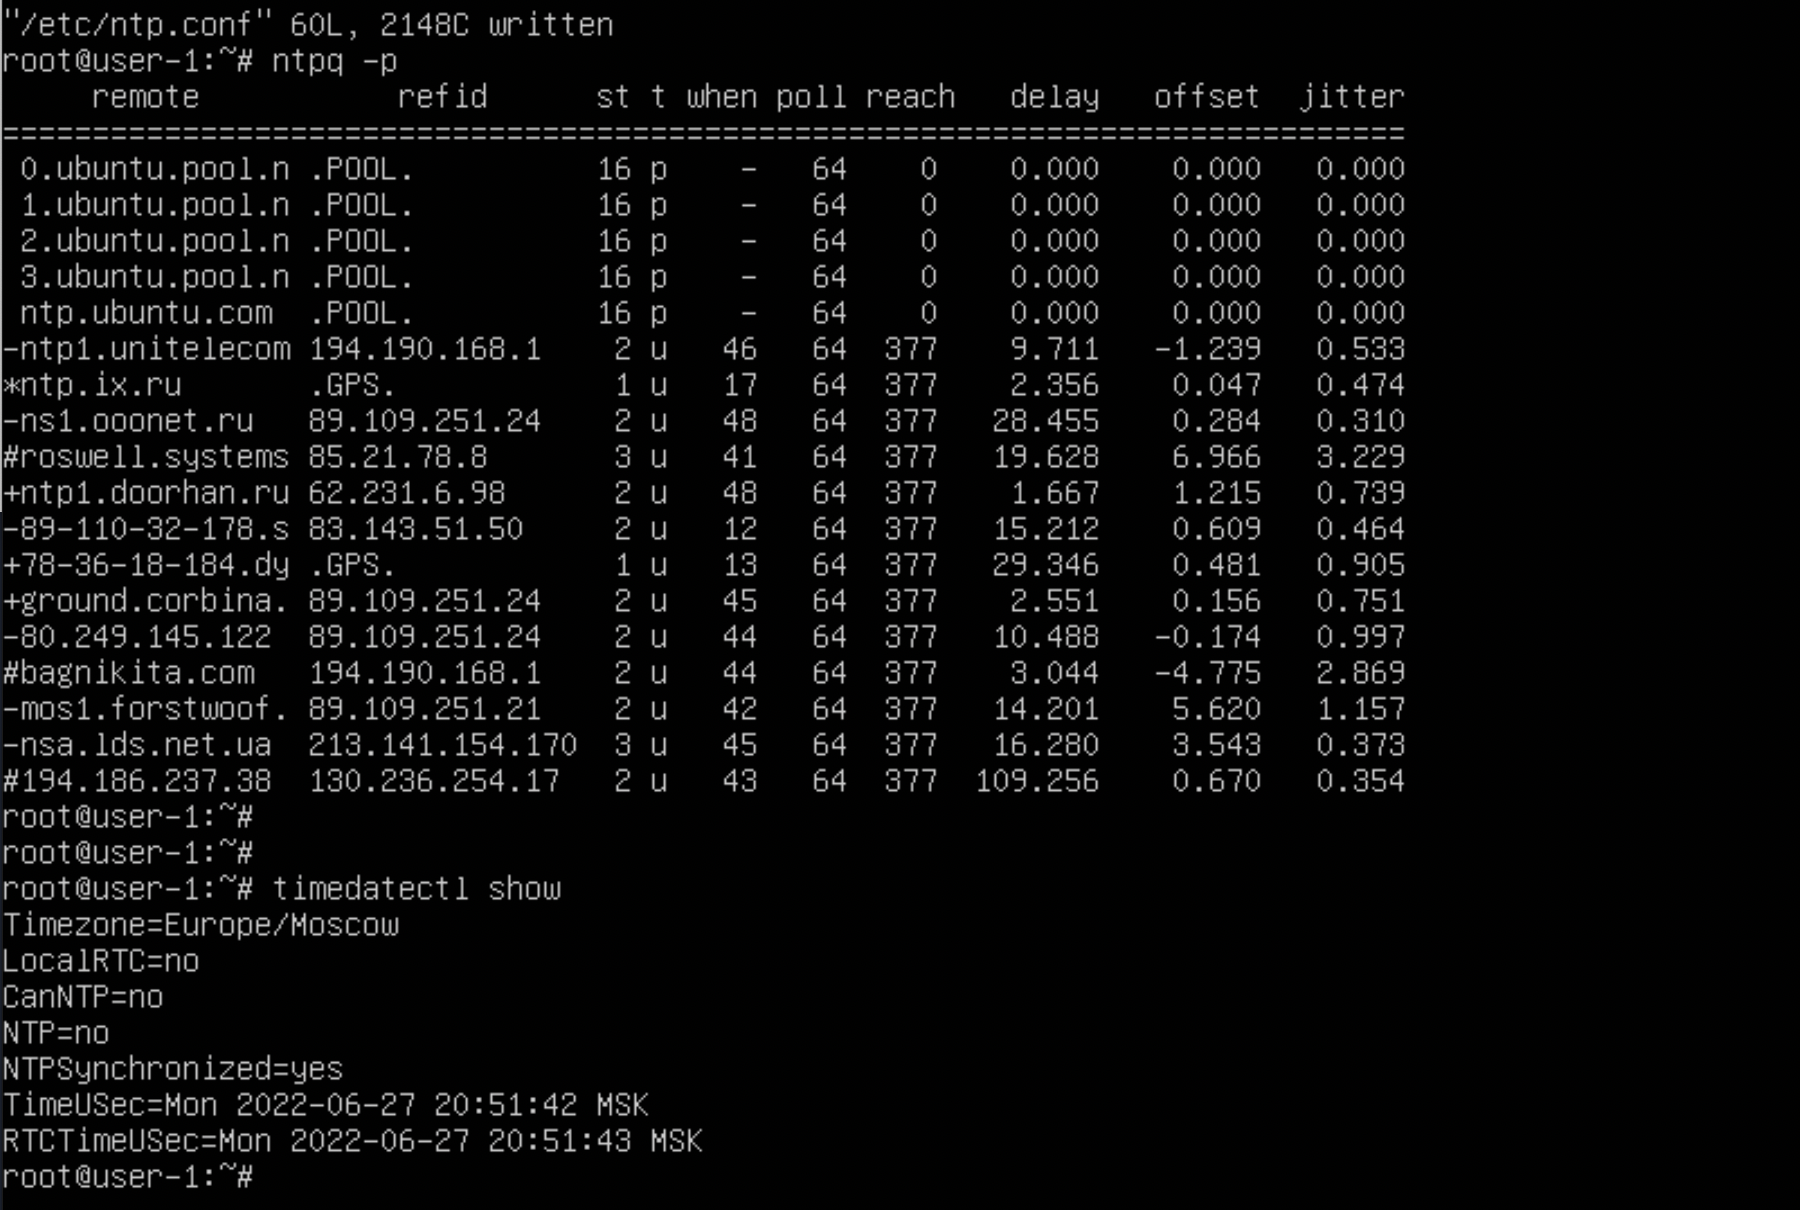 "/etc/ntp.conf" 60L, 2148C written
root@user-1:~# ntpq -p
     remote           refid      st t when poll reach   delay   offset  jitter
==============================================================================
 0.ubuntu.pool.n .POOL.          16 p    -   64    0    0.000    0.000   0.000
 1.ubuntu.pool.n .POOL.          16 p    -   64    0    0.000    0.000   0.000
 2.ubuntu.pool.n .POOL.          16 p    -   64    0    0.000    0.000   0.000
 3.ubuntu.pool.n .POOL.          16 p    -   64    0    0.000    0.000   0.000
 ntp.ubuntu.com  .POOL.          16 p    -   64    0    0.000    0.000   0.000
-ntp1.unitelecom 194.190.168.1    2 u   46   64  377    9.711   -1.239   0.533
*ntp.ix.ru       .GPS.            1 u   17   64  377    2.356    0.047   0.474
-ns1.ooonet.ru   89.109.251.24    2 u   48   64  377   28.455    0.284   0.310
#roswell.systems 85.21.78.8       3 u   41   64  377   19.628    6.966   3.229
+ntp1.doorhan.ru 62.231.6.98      2 u   48   64  377    1.667    1.215   0.739
-89-110-32-178.s 83.143.51.50     2 u   12   64  377   15.212    0.609   0.464
+78-36-18-184.dy .GPS.            1 u   13   64  377   29.346    0.481   0.905
+ground.corbina. 89.109.251.24    2 u   45   64  377    2.551    0.156   0.751
-80.249.145.122  89.109.251.24    2 u   44   64  377   10.488   -0.174   0.997
#bagnikita.com   194.190.168.1    2 u   44   64  377    3.044   -4.775   2.869
-mos1.forstwoof. 89.109.251.21    2 u   42   64  377   14.201    5.620   1.157
-nsa.lds.net.ua  213.141.154.170  3 u   45   64  377   16.280    3.543   0.373
#194.186.237.38  130.236.254.17   2 u   43   64  377  109.256    0.670   0.354
root@user-1:~#
root@user-1:~#
root@user-1:~# timedatectl show
Timezone=Europe/Moscow
LocalRTC=no
CanNTP=no
NTP=no
NTPSynchronized=yes
TimeUSec=Mon 2022-06-27 20:51:42 MSK
RTCTimeUSec=Mon 2022-06-27 20:51:43 MSK
root@user-1:~#